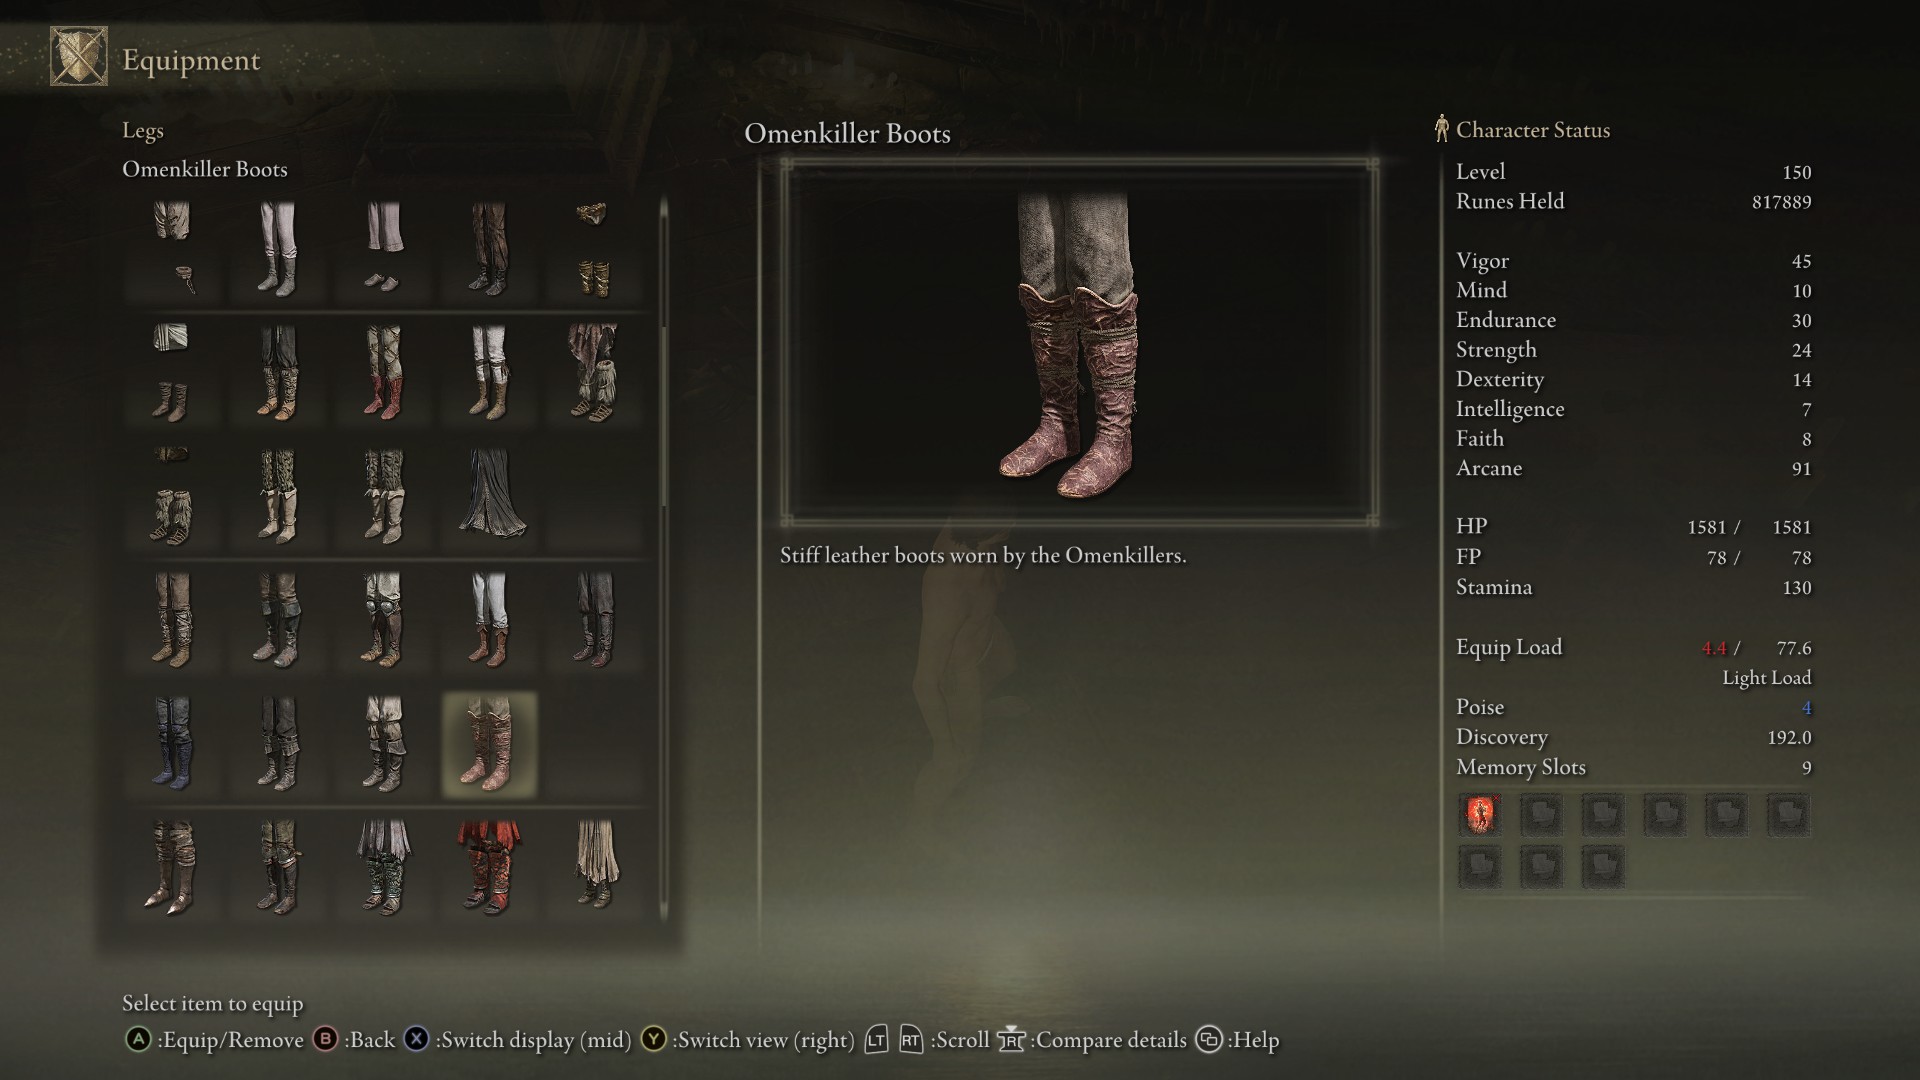 Equipment
Legs
Omenkiller Boots
Omenkiller Boots
Stiff leather boots worn by the Omenkillers.
Character Status
Level 150
Runes Held 817889
Vigor 45
Mind 10
Endurance 30
Strength 24
Dexterity 14
Intelligence 7
Faith 8
Arcane 91
HP 1581 / 1581
FP 78 / 78
Stamina 130
Equip Load 4.4 / 77.6
Light Load
Poise 4
Discovery 192.0
Memory Slots 9
Select item to equip
A :Equip/Remove B :Back X :Switch display (mid) Y :Switch view (right) LT RT :Scroll R :Compare details :Help